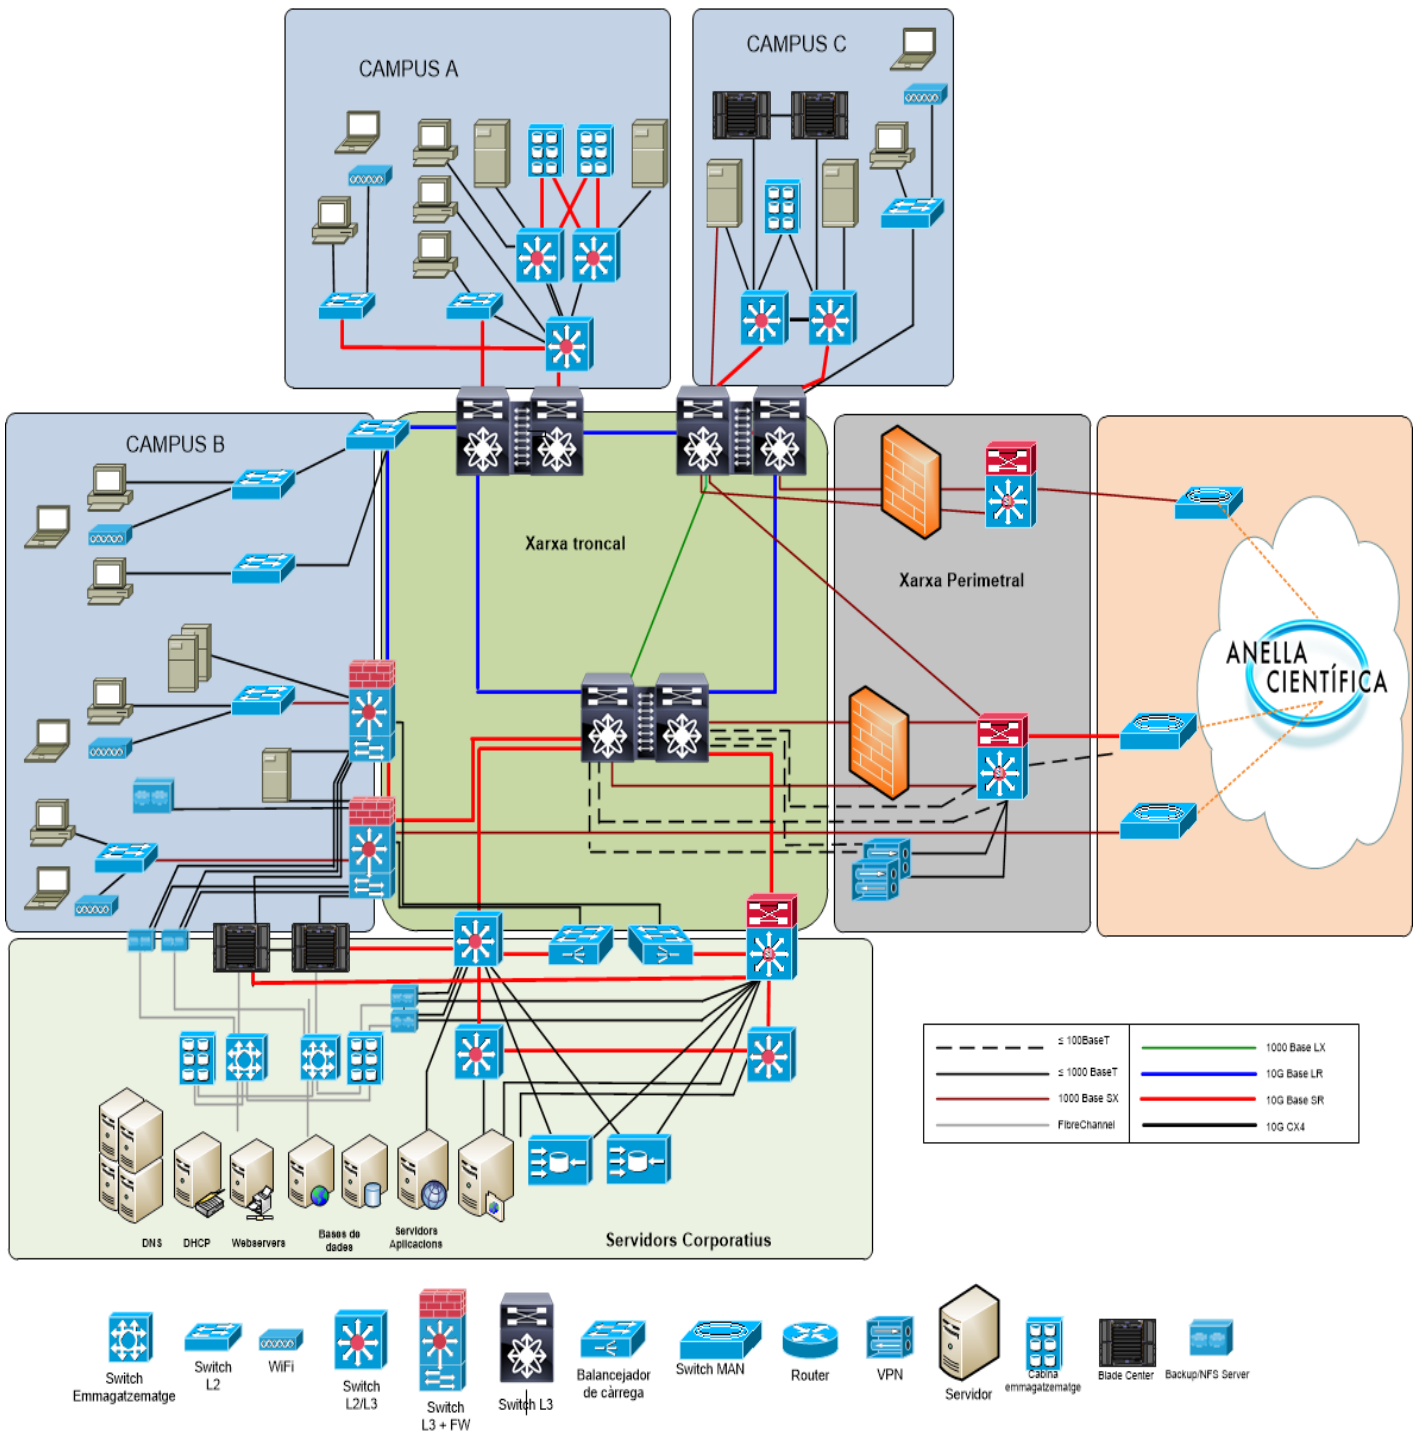 CAMPUS A
CAMPUS C
CAMPUS B
Xarxa troncal
Xarxa Perimetral
ANELLA
CIENTÍFICA
≤ 100BaseT
≤ 1000 BaseT
1000 Base SX
FibreChannel
1000 Base LX
10G Base LR
10G Base SR
10G CX4
DNS
DHCP
Webservers
Bases de
dades
Servidors
Aplicacions
Servidors Corporatius
Switch
Emmagatzematge
Switch
L2
WiFi
Switch
L2/L3
Switch
L3 + FW
Switch L3
Balancejador
de càrrega
Switch MAN
Router
VPN
Servidor
Cabina
emmagatzematge
Blade Center
Backup/NFS Server